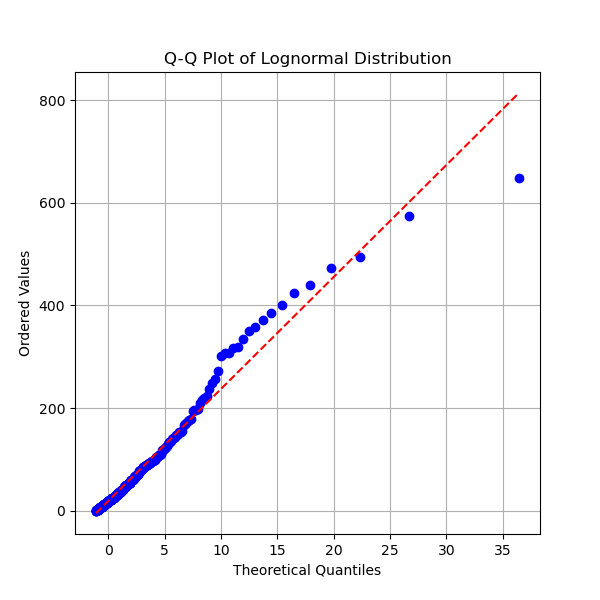 Q-Q Plot of Lognormal Distribution
800
600
400
200
0
Ordered Values
0 5 10 15 20 25 30 35
Theoretical Quantiles